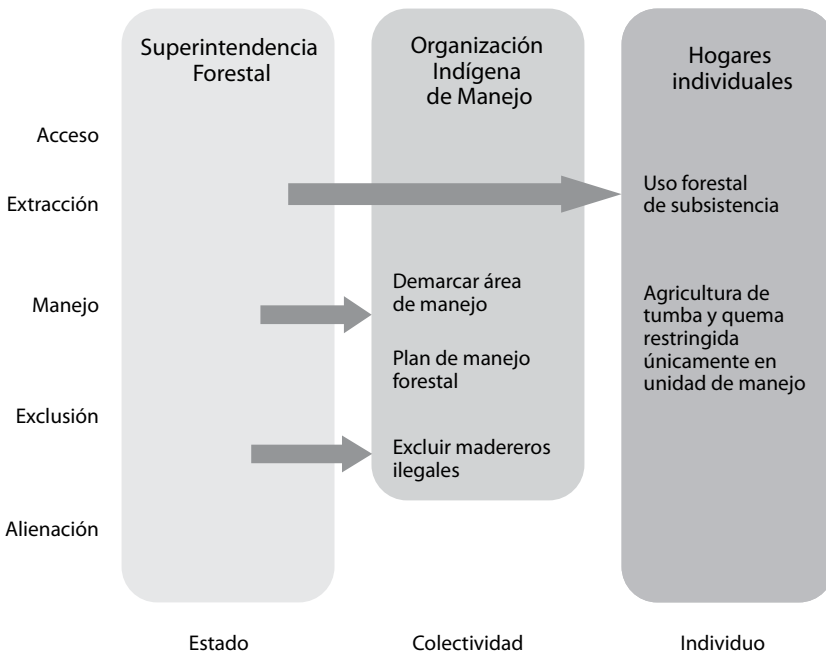 Superintendencia
Forestal
Organización
Indígena
de Manejo
Hogares
individuales
Acceso
Extracción
Manejo
Exclusión
Alienación
Demarcar área
de manejo
Plan de manejo
forestal
Excluir madereros
ilegales
Uso forestal
de subsistencia
Agricultura de
tumba y quema
restringida
únicamente en
unidad de manejo
Estado
Colectividad
Individuo